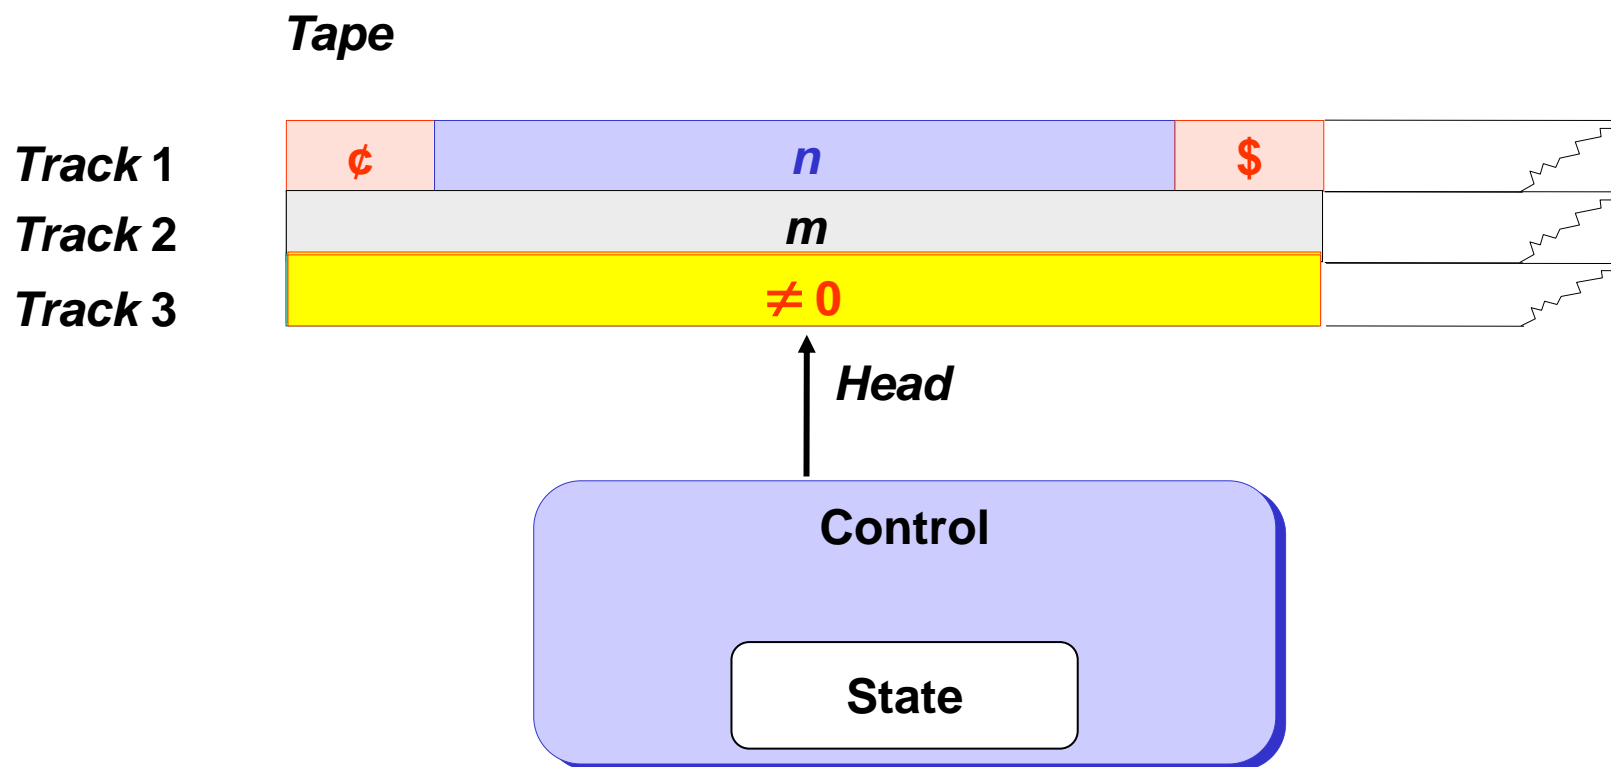 Tape
Track 1 ¢ n $
Track 2 m
Track 3 ≠ 0
Head
Control
State